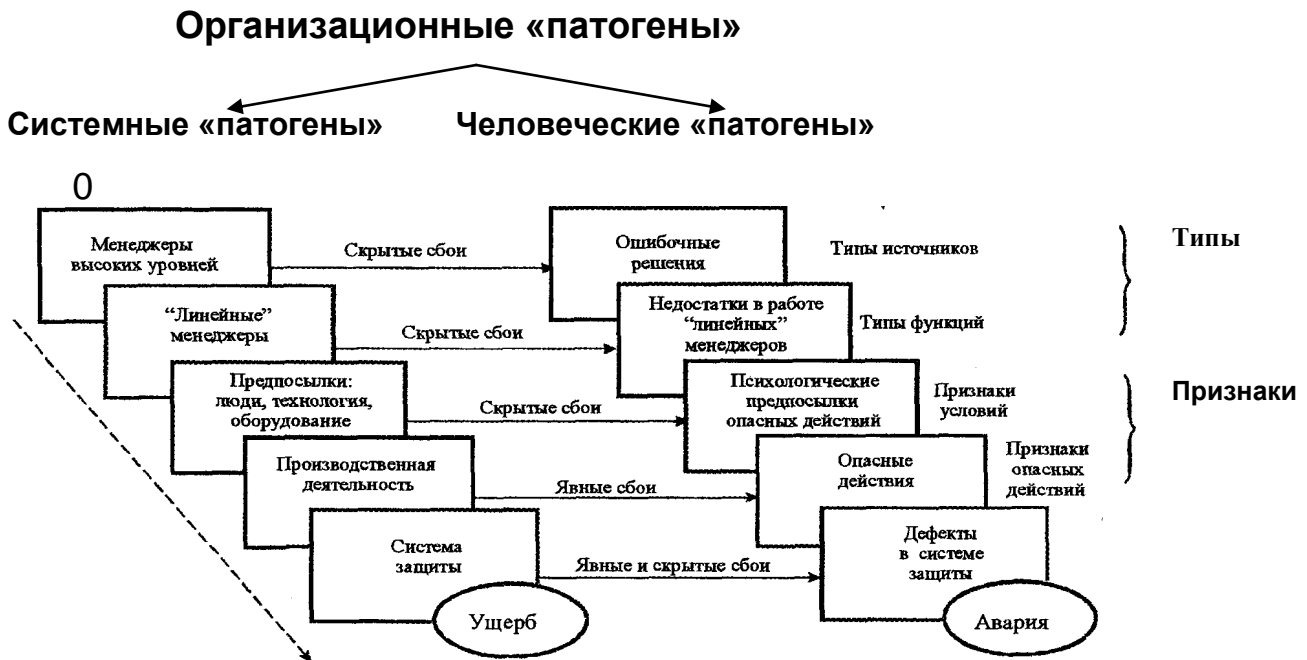 Организационные «патогены»
Системные «патогены»
Человеческие «патогены»
0
Менеджеры
высоких уровней
Скрытые сбои
Ошибочные
решения
Типы источников
Типы
“Линейные”
менеджеры
Скрытые сбои
Недостатки в работе
“линейных”
менеджеров
Типы функций
Предпосылки:
люди, технология,
оборудование
Скрытые сбои
Психологические
предпосылки
опасных действий
Признаки
условий
Признаки
Производственная
деятельность
Явные сбои
Опасные
действия
Признаки
опасных
действий
Система
защиты
Явные и скрытые сбои
Дефекты
в системе
защиты
Ущерб
Авария